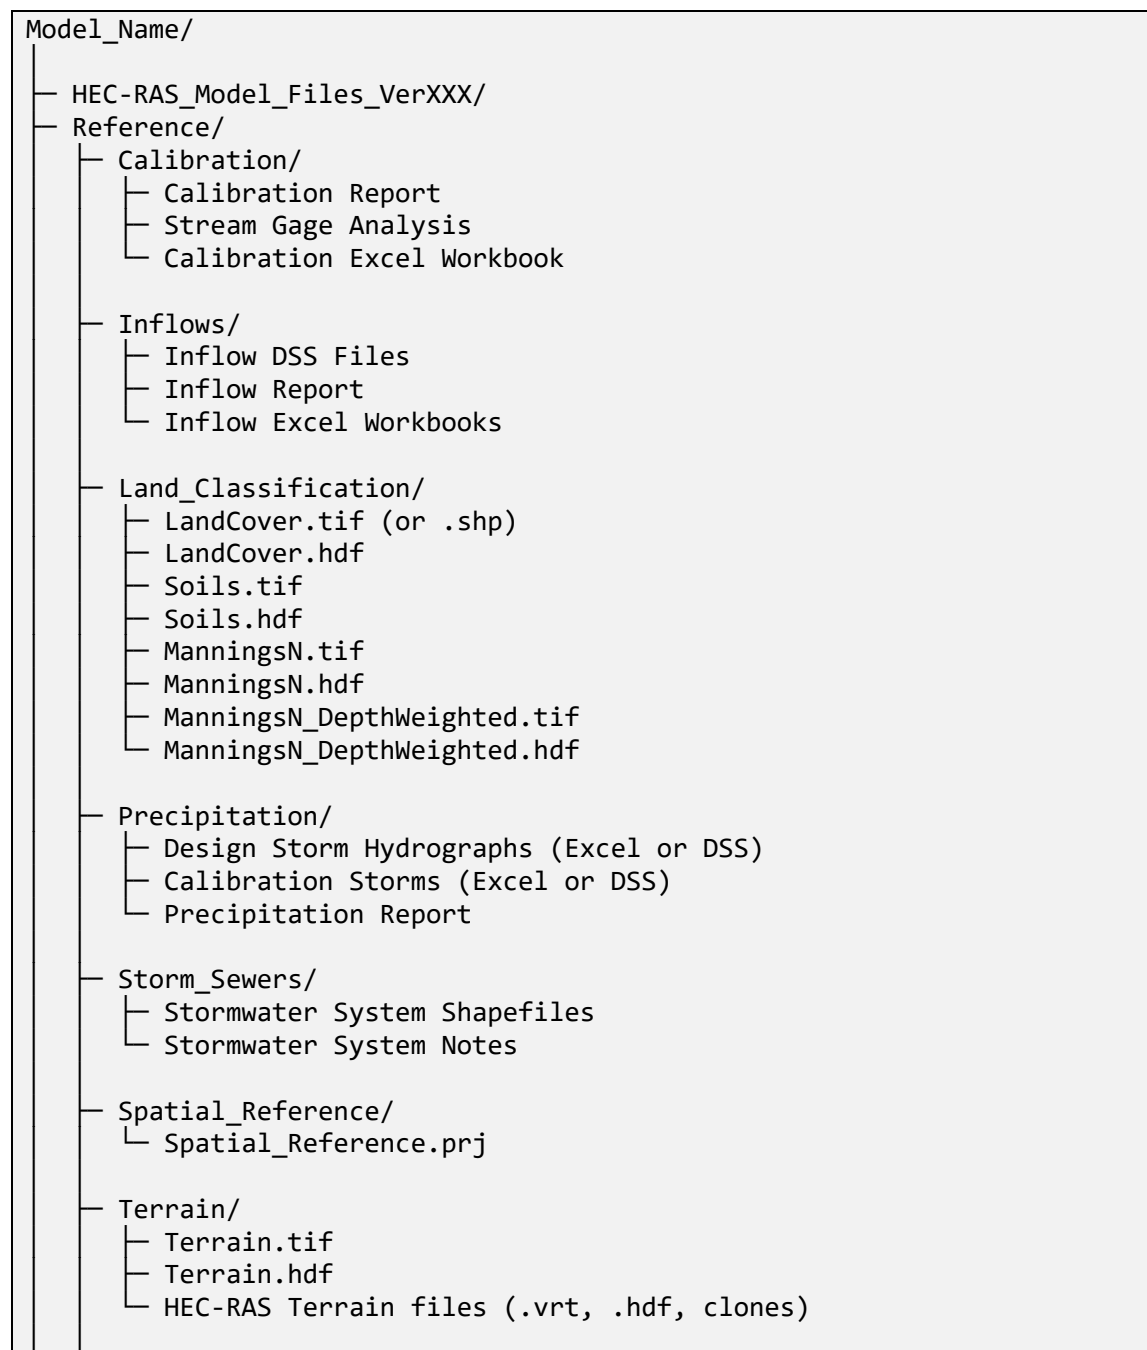 Model_Name/
│
├─ HEC-RAS_Model_Files_VerXXX/
├─ Reference/
│  ├─ Calibration/
│  │  ├─ Calibration Report
│  │  ├─ Stream Gage Analysis
│  │  └─ Calibration Excel Workbook
│  │
│  ├─ Inflows/
│  │  ├─ Inflow DSS Files
│  │  ├─ Inflow Report
│  │  └─ Inflow Excel Workbooks
│  │
│  ├─ Land_Classification/
│  │  ├─ LandCover.tif (or .shp)
│  │  ├─ LandCover.hdf
│  │  ├─ Soils.tif
│  │  ├─ Soils.hdf
│  │  ├─ ManningsN.tif
│  │  ├─ ManningsN.hdf
│  │  ├─ ManningsN_DepthWeighted.tif
│  │  └─ ManningsN_DepthWeighted.hdf
│  │
│  ├─ Precipitation/
│  │  ├─ Design Storm Hydrographs (Excel or DSS)
│  │  ├─ Calibration Storms (Excel or DSS)
│  │  └─ Precipitation Report
│  │
│  ├─ Storm_Sewers/
│  │  ├─ Stormwater System Shapefiles
│  │  └─ Stormwater System Notes
│  │
│  ├─ Spatial_Reference/
│  │  └─ Spatial_Reference.prj
│  │
│  ├─ Terrain/
│  │  ├─ Terrain.tif
│  │  ├─ Terrain.hdf
│  │  └─ HEC-RAS Terrain files (.vrt, .hdf, clones)
│  │